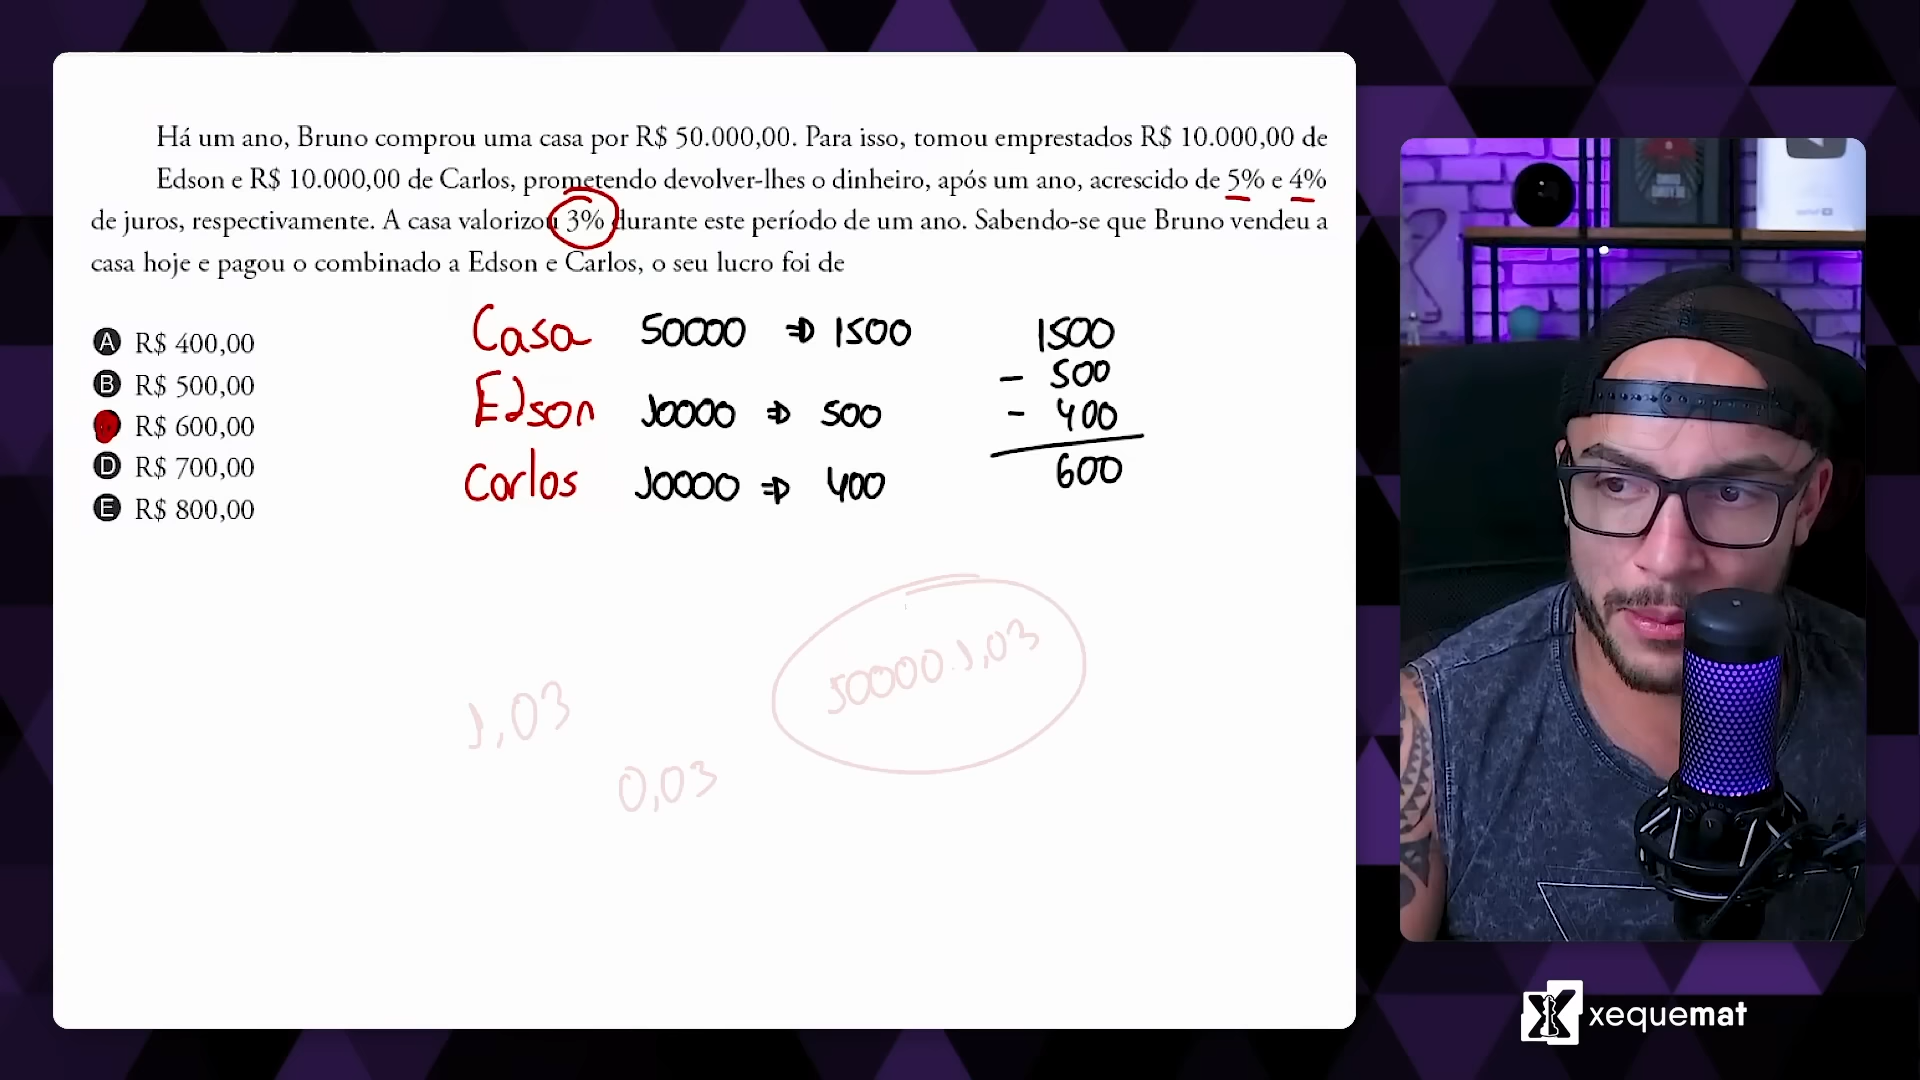 Há um ano, Bruno comprou uma casa por R$ 50.000,00. Para isso, tomou emprestados R$ 10.000,00 de
Edson e R$ 10.000,00 de Carlos, prometendo devolver-lhes o dinheiro, após um ano, acrescido de 5% e 4%
de juros, respectivamente. A casa valorizou 3% durante este período de um ano. Sabendo-se que Bruno vendeu a
casa hoje e pagou o combinado a Edson e Carlos, o seu lucro foi de
A R$ 400,00
B R$ 500,00
R$ 600,00
D R$ 700,00
E R$ 800,00
Casa 50000 ⇒ 1500
Edson 10000 ⇒ 500
Carlos 10000 ⇒ 400
1500
- 500
- 400
600
50000.1,03
1,03
0,03
xequemat